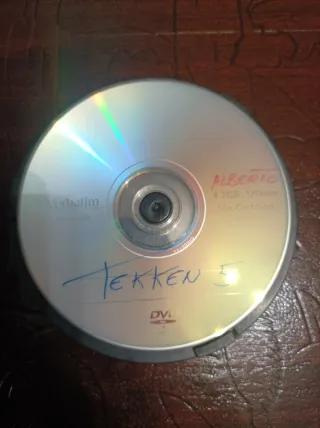 Verbatim
ALBERTO
TEKKEN 5
DVD